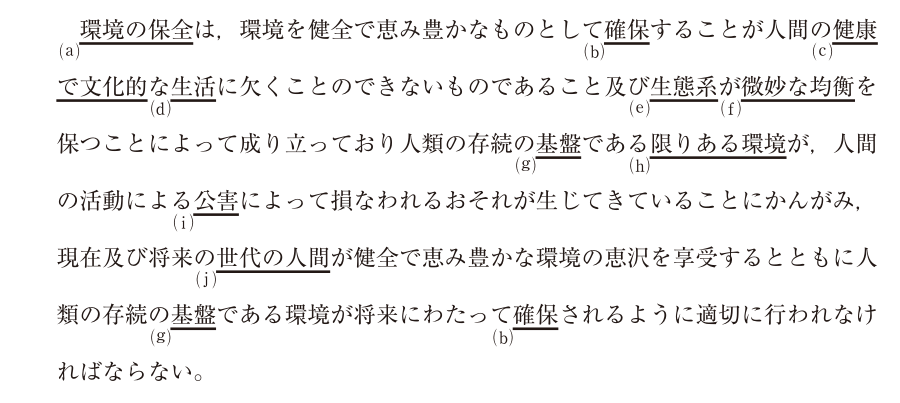 環境の保全は，環境を健全で恵み豊かなものとして確保することが人間の健康
(a) (b) (c)
で文化的な生活に欠くことのできないものであること及び生態系が微妙な均衡を
(d) (e) (f)
保つことによって成り立っており人類の存続の基盤である限りある環境が，人間
(g) (h)
の活動による公害によって損なわれるおそれが生じてきていることにかんがみ，
(i)
現在及び将来の世代の人間が健全で恵み豊かな環境の恵沢を享受するとともに人
(j)
類の存続の基盤である環境が将来にわたって確保されるように適切に行われなけ
(g) (b)
ればならない。